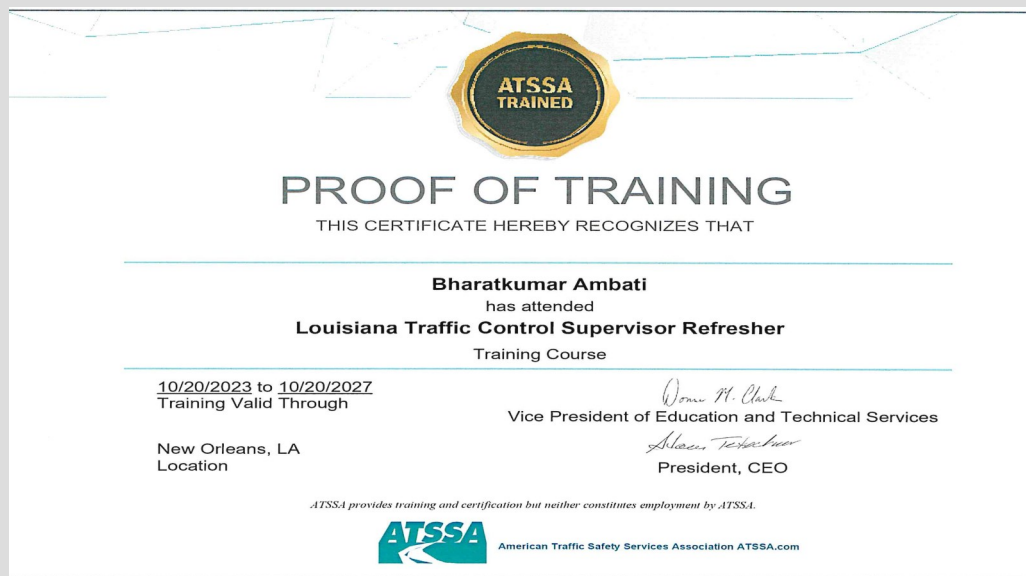 ATSSA
TRAINED
PROOF OF TRAINING
THIS CERTIFICATE HEREBY RECOGNIZES THAT
Bharatkumar Ambati
has attended
Louisiana Traffic Control Supervisor Refresher
Training Course
10/20/2023 to 10/20/2027
Training Valid Through
New Orleans, LA
Location
Donna M. Clark
Vice President of Education and Technical Services
President, CEO
ATSSA provides training and certification but neither constitutes employment by ATSSA.
ATSSA
American Traffic Safety Services Association ATSSA.com